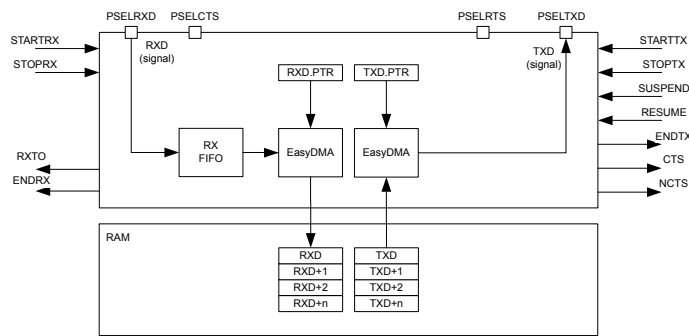 PSELRXD PSELCTS PSELRTS PSELTXD
STARTRX RXD TXD STARTTX
(signal) (signal)
STOPRX RXD.PTR TXD.PTR STOPTX
SUSPEND
RESUME
RX
FIFO
EasyDMA EasyDMA
ENDTX
RXTO CTS
ENDRX NCTS
RAM
RXD TXD
RXD+1 TXD+1
RXD+2 TXD+2
RXD+n TXD+n